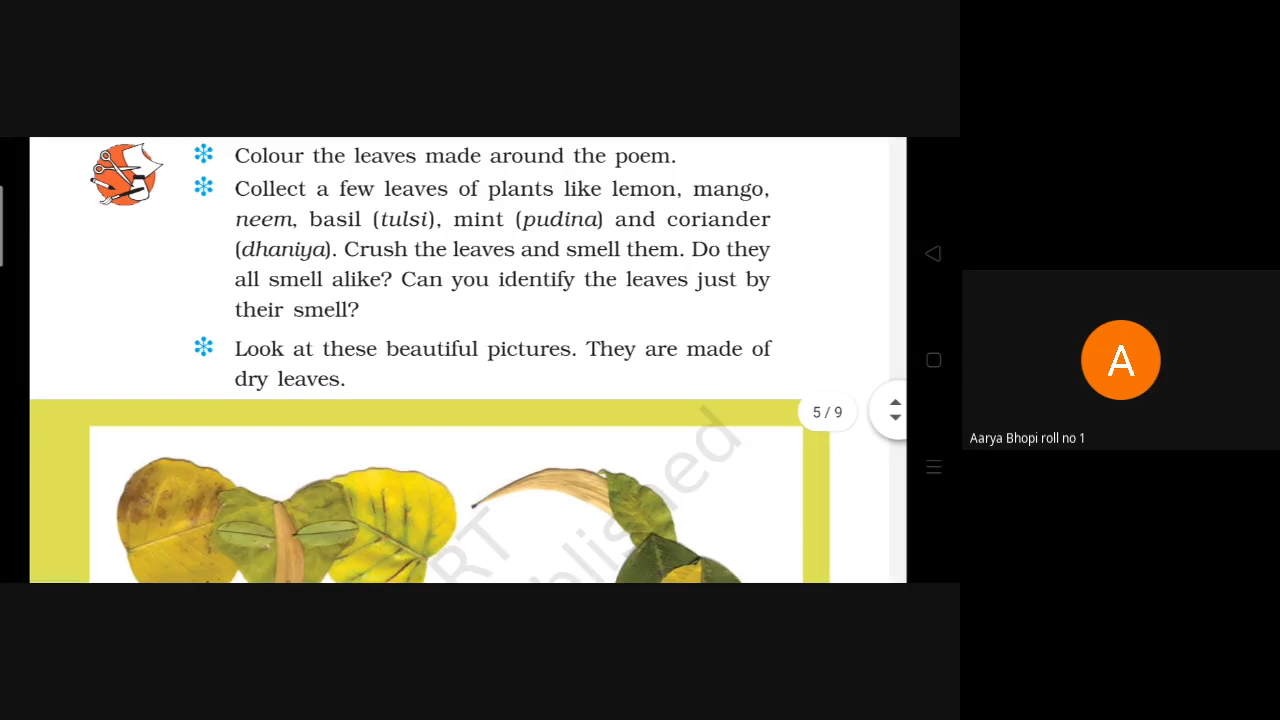 Colour the leaves made around the poem.
Collect a few leaves of plants like lemon, mango,
neem, basil (tulsi), mint (pudina) and coriander
(dhaniya). Crush the leaves and smell them. Do they
all smell alike? Can you identify the leaves just by
their smell?
Look at these beautiful pictures. They are made of
dry leaves.
5 / 9
A
Aarya Bhopi roll no 1